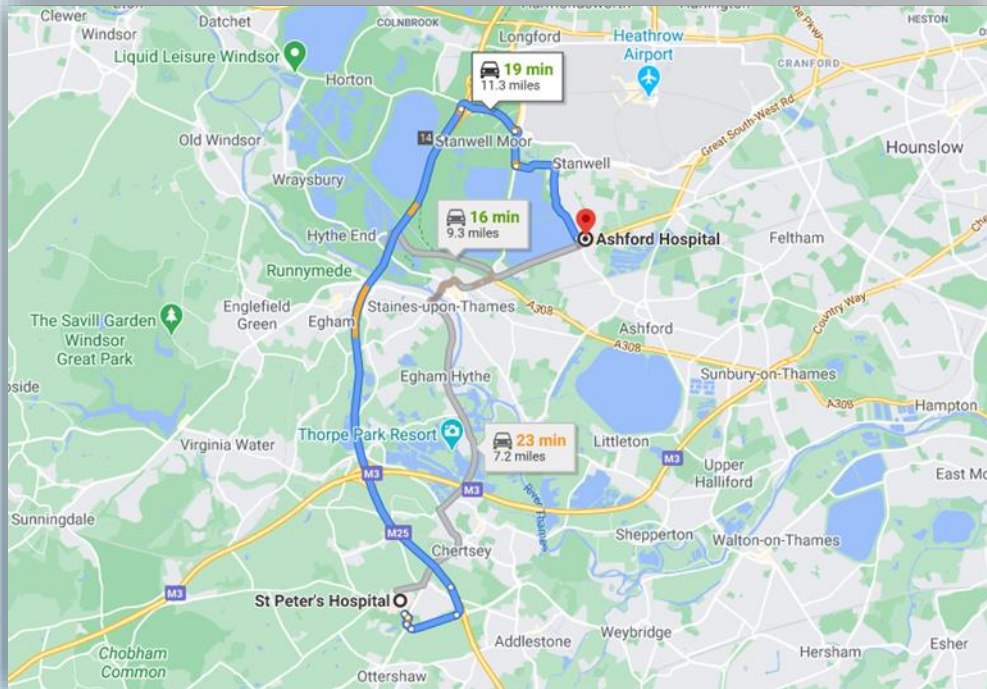 Clewer
Windsor
Datchet
COLNBROOK
Longford
HESTON
Liquid Leisure Windsor
Horton
19 min
11.3 miles
Heathrow
Airport
CRANFORD
Great South-West Rd
Old Windsor
14
Stanwell Moor
Stanwell
Hounslow
Wraysbury
16 min
9.3 miles
Hythe End
Ashford Hospital
Feltham
Runnymede
Englefield
Green
Egham
Staines-upon-Thames
A308
The Savill Garden
Windsor
Great Park
Country Way
Ashford
A308
Egham Hythe
Sunbury-on-Thames
A308
Hampton
Virginia Water
Thorpe Park Resort
23 min
7.2 miles
Littleton
M3
M3
M3
Upper
Halliford
East Mo
Sunningdale
River Thames
M25
Shepperton
Walton-on-Thames
Chertsey
M3
St Peter's Hospital
Addlestone
Weybridge
Chobham
Common
Ottershaw
Hersham
Esher